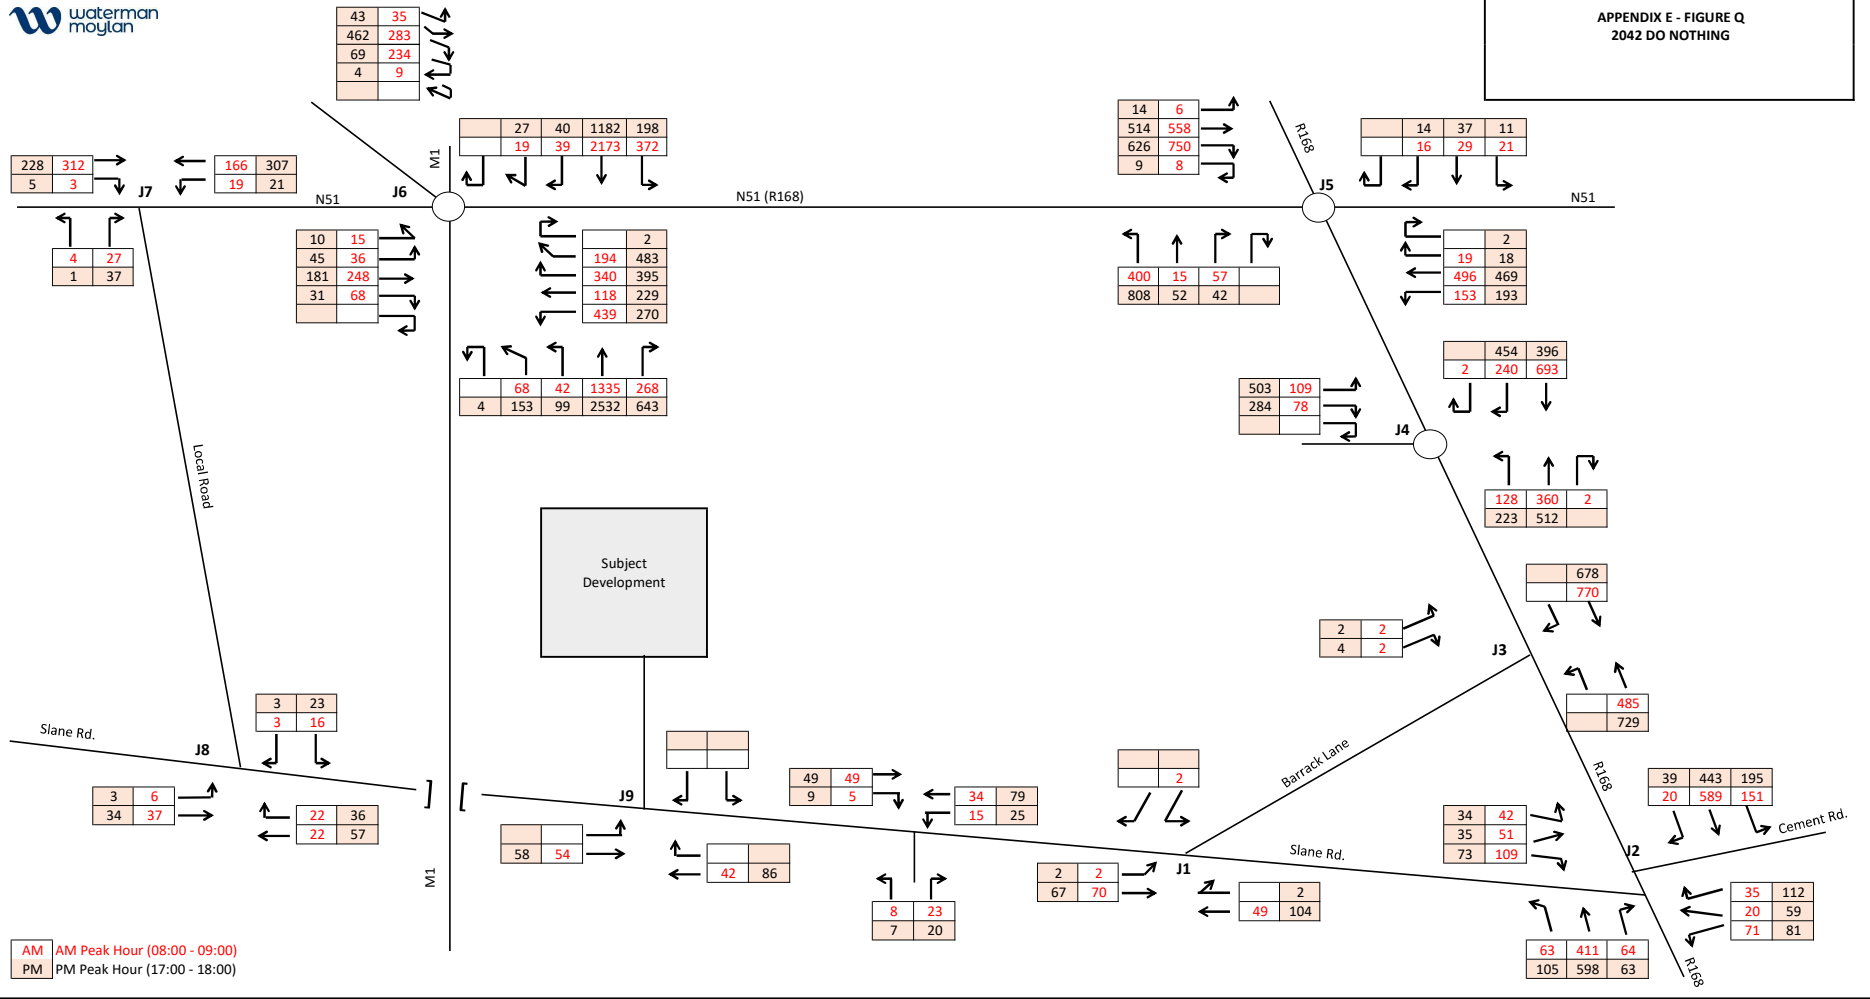 waterman
moylan
APPENDIX E - FIGURE Q
2042 DO NOTHING
43 35
462 283
69 234
4 9
27 40 1182 198
19 39 2173 372
M1
14 6
514 558
626 750
9 8
R168
14 37 11
16 29 21
228 312
5 3
166 307
19 21
J7
N51
J6
N51 (R168)
J5
N51
4 27
1 37
10 15
45 36
181 248
31 68
2
194 483
340 395
118 229
439 270
400 15 57
808 52 42
2
19 18
496 469
153 193
68 42 1335 268
4 153 99 2532 643
454 396
2 240 693
503 109
284 78
J4
Local Road
128 360 2
223 512
Subject
Development
678
770
2 2
4 2
J3
485
729
3 23
3 16
Slane Rd.
J8
3 6
34 37
22 36
22 57
] [
J9
58 54
42 86
49 49
9 5
34 79
15 25
2
Barrack Lane
R168
39 443 195
20 589 151
Cement Rd.
34 42
35 51
73 109
J2
M1
8 23
7 20
2 2
67 70
J1
Slane Rd.
2
49 104
35 112
20 59
71 81
63 411 64
105 598 63
R168
AM AM Peak Hour (08:00 - 09:00)
PM PM Peak Hour (17:00 - 18:00)